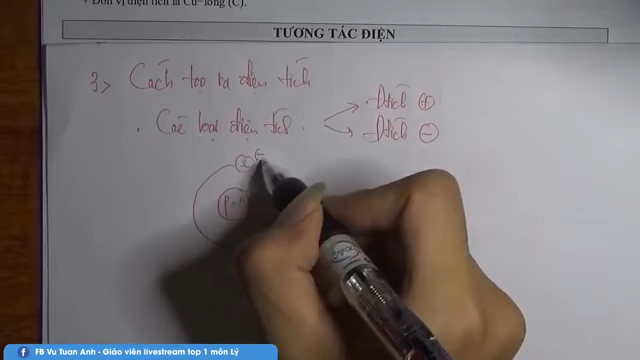 + Đơn vị điện tích là Cu–lông (C).
TƯƠNG TÁC ĐIỆN
3> Cách tạo ra điện tích
. Các loại điện tích.
đtích +
đtích -
e -
FB Vu Tuan Anh - Giáo viên livestream top 1 môn Lý